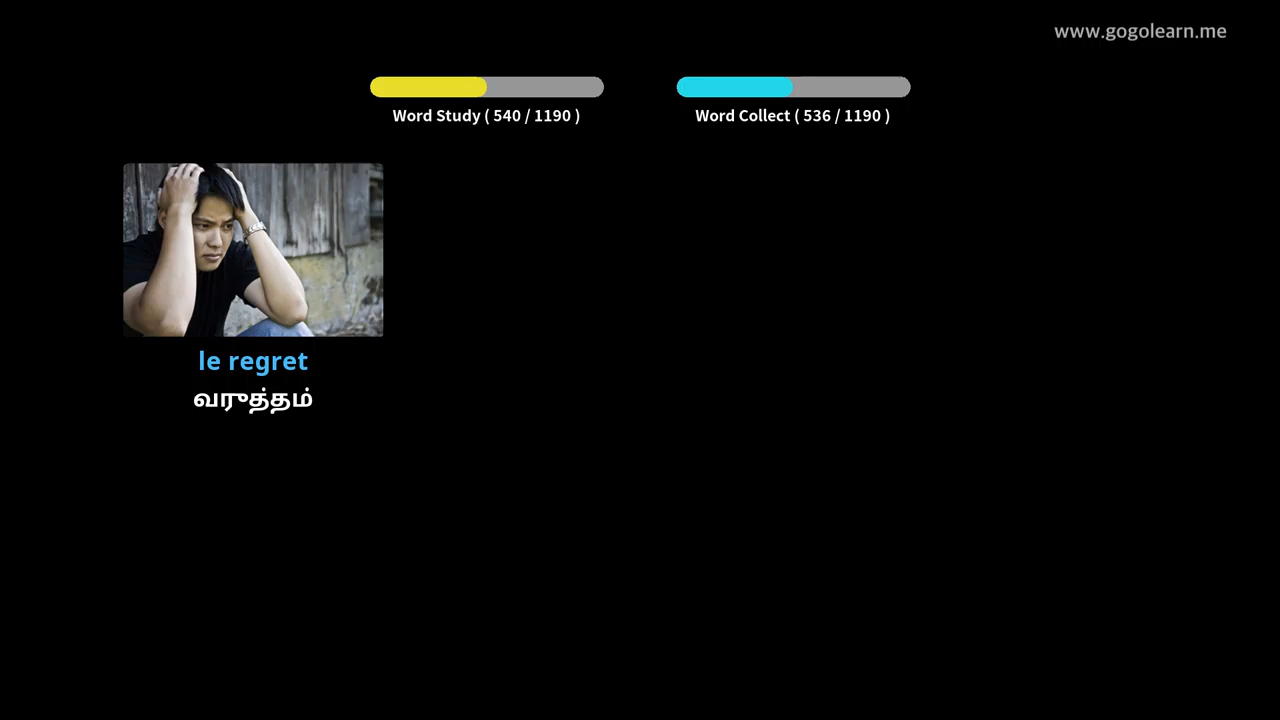 www.gogolearn.me
Word Study ( 540 / 1190 )
Word Collect ( 536 / 1190 )
le regret
வருத்தம்